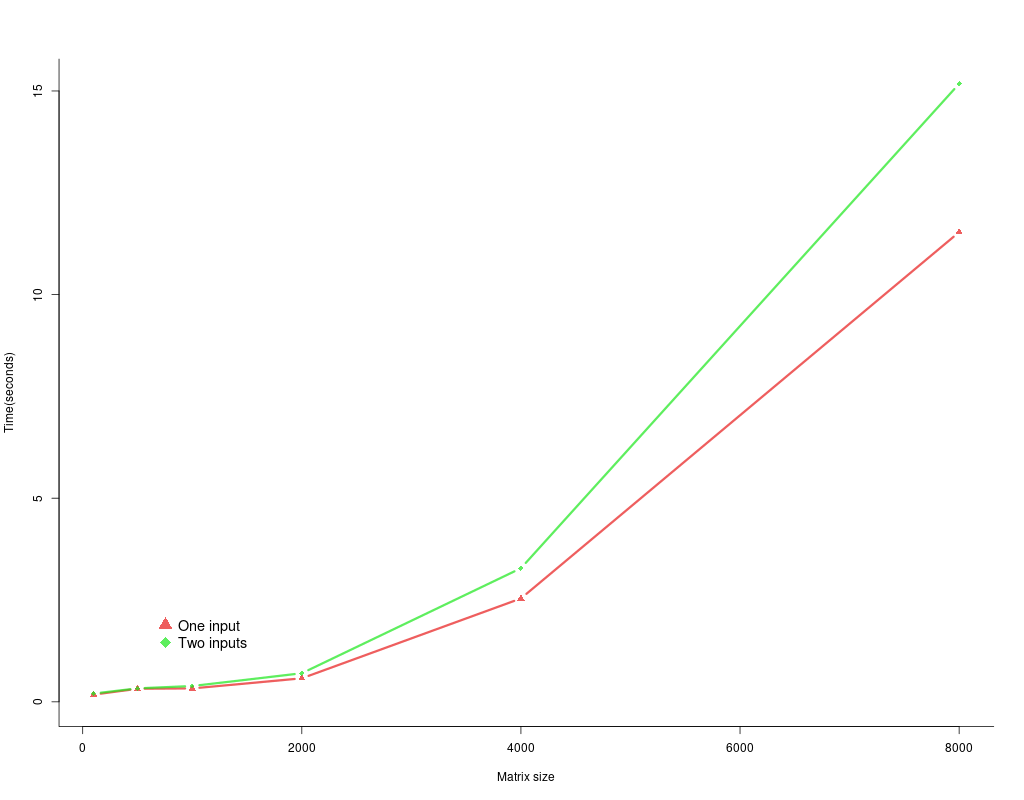 15
10
5
0
Time(seconds)
One input
Two inputs
0 2000 4000 6000 8000
Matrix size